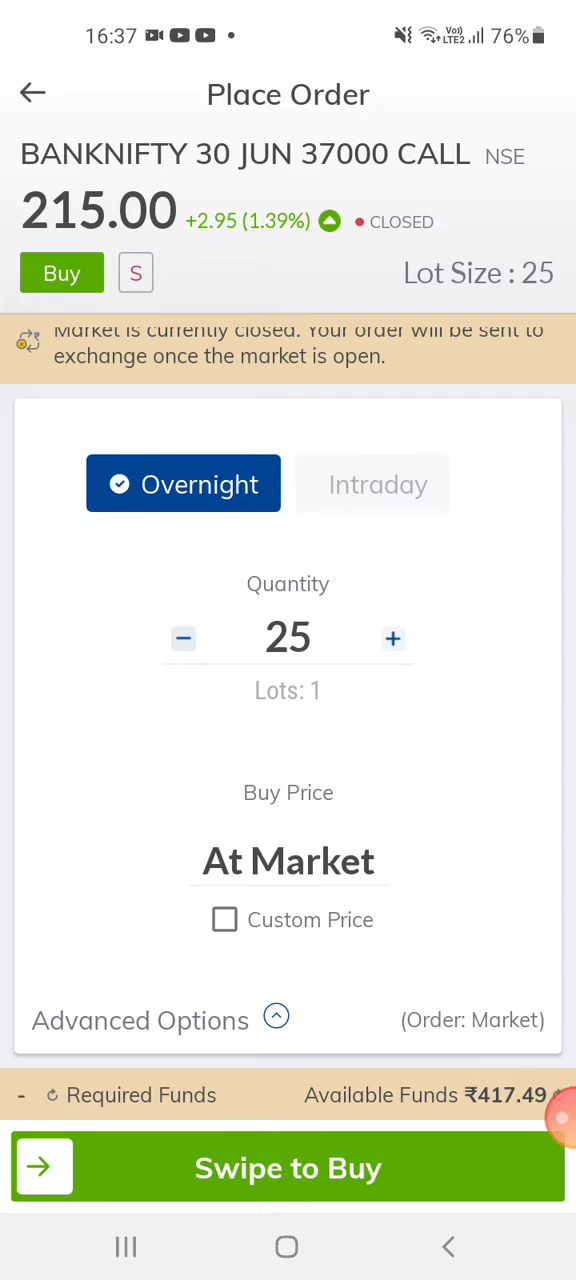 16:37 Vo) LTE2 76%
Place Order
BANKNIFTY 30 JUN 37000 CALL NSE
215.00 +2.95 (1.39%) CLOSED
Buy S Lot Size : 25
Market is currently closed. Your order will be sent to
exchange once the market is open.
Overnight Intraday
Quantity
− 25 +
Lots: 1
Buy Price
At Market
Custom Price
Advanced Options (Order: Market)
- Required Funds Available Funds ₹417.49
Swipe to Buy